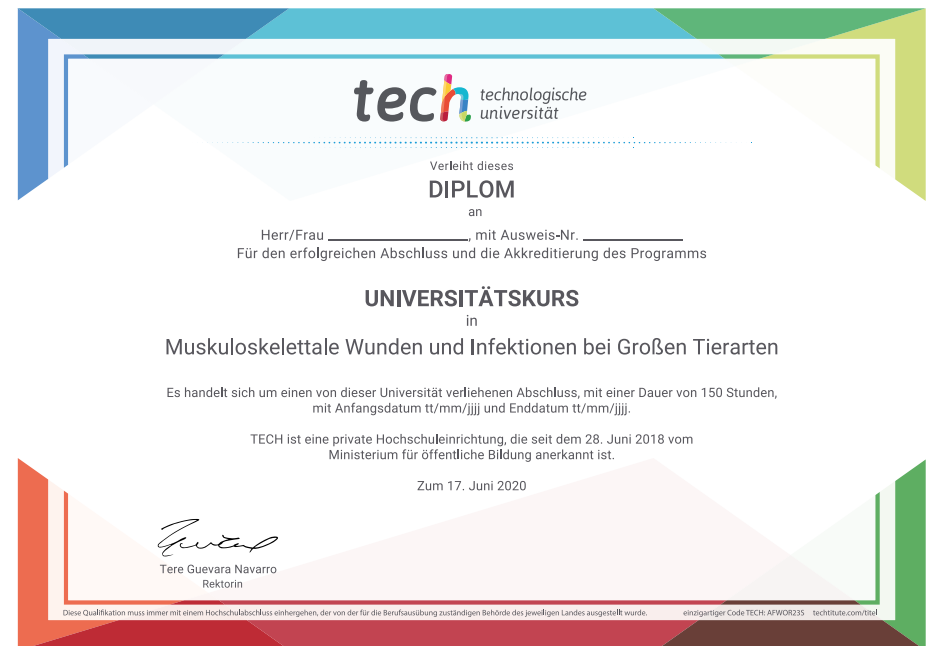 tech technologische
universität
Verleiht dieses
DIPLOM
an
Herr/Frau ____________________, mit Ausweis-Nr. ______________
Für den erfolgreichen Abschluss und die Akkreditierung des Programms
UNIVERSITÄTSKURS
in
Muskuloskelettale Wunden und Infektionen bei Großen Tierarten
Es handelt sich um einen von dieser Universität verliehenen Abschluss, mit einer Dauer von 150 Stunden,
mit Anfangsdatum tt/mm/jjjj und Enddatum tt/mm/jjjj.
TECH ist eine private Hochschuleinrichtung, die seit dem 28. Juni 2018 vom
Ministerium für öffentliche Bildung anerkannt ist.
Zum 17. Juni 2020
Tere Guevara Navarro
Rektorin
Diese Qualifikation muss immer mit einem Hochschulabschluss einhergehen, der von der für die Berufsausübung zuständigen Behörde des jeweiligen Landes ausgestellt wurde. einzigartiger Code TECH: AFWOR235 techtitute.com/titel